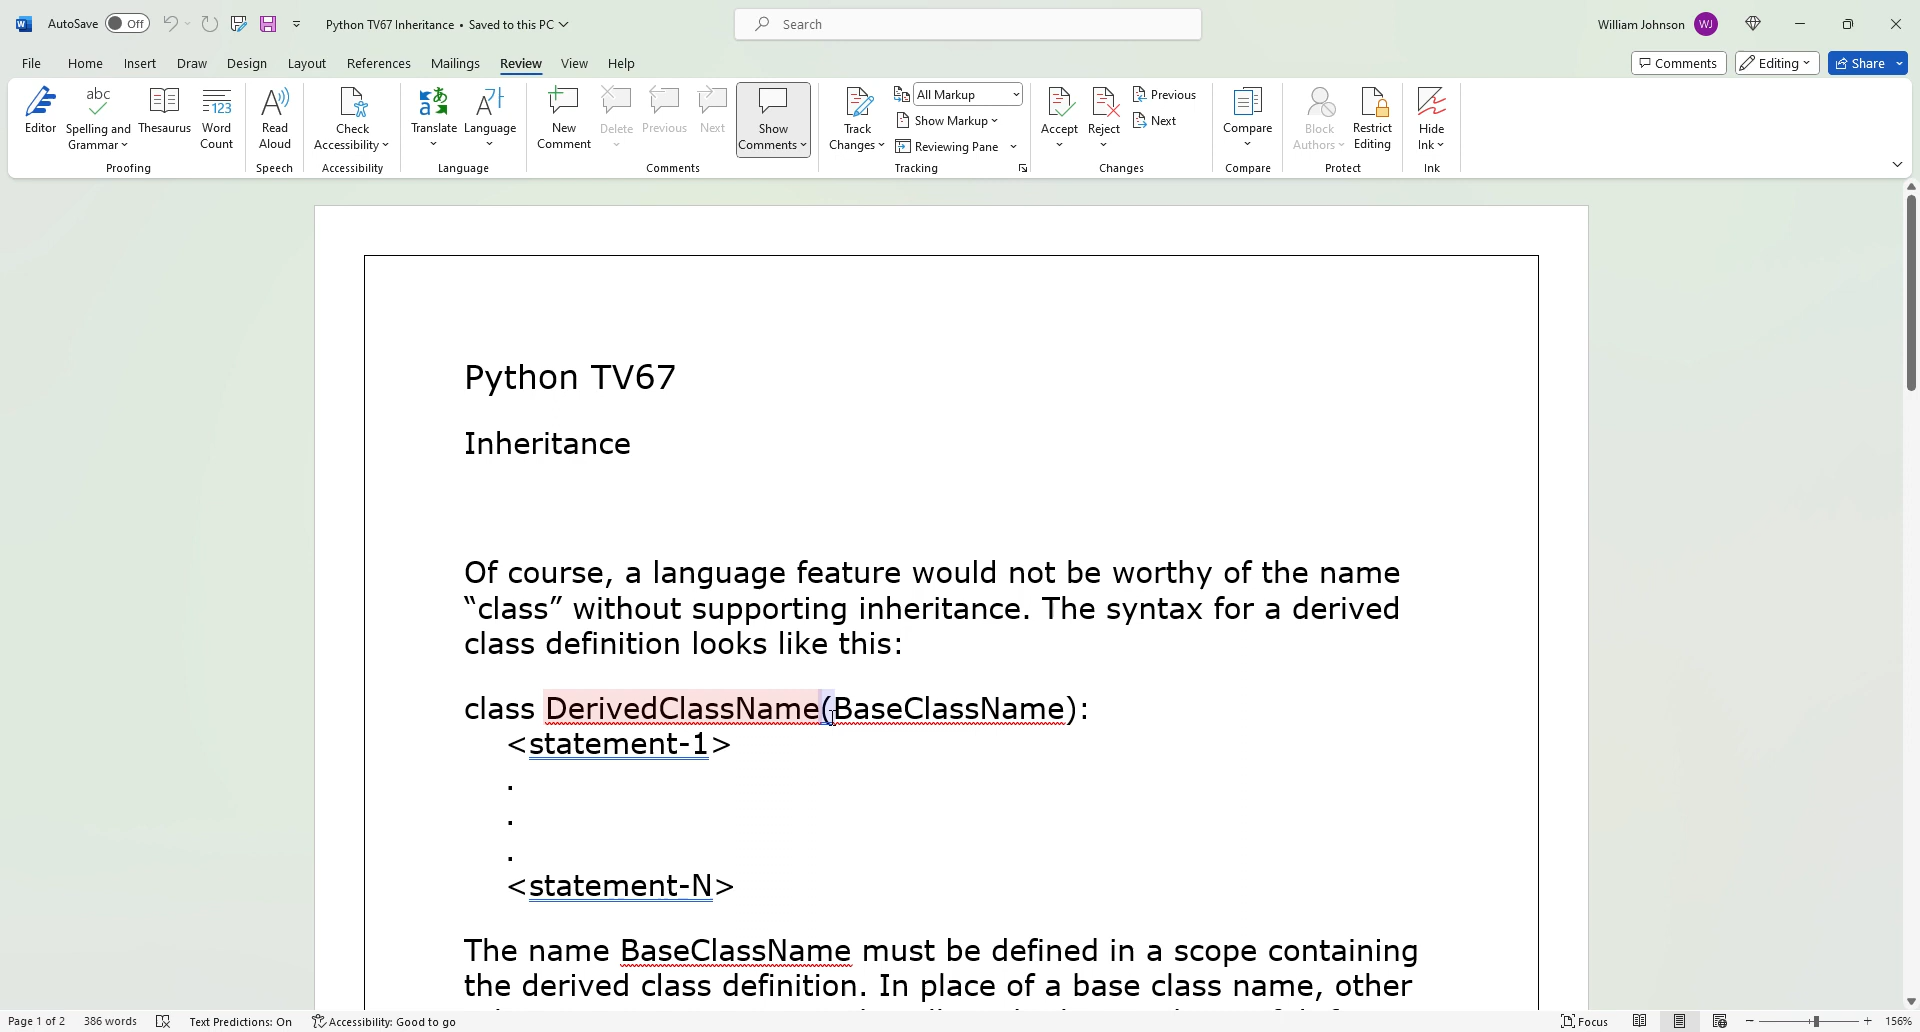 AutoSave Off Python TV67 Inheritance • Saved to this PC Search William Johnson WJ
File Home Insert Draw Design Layout References Mailings Review View Help Comments Editing Share
Editor
abc Spelling and Grammar
Thesaurus
123 Word Count
Proofing
Read Aloud
Speech
Check Accessibility
Accessibility
Translate
Language
Language
New Comment
Delete
Previous
Next
Show Comments
Comments
Track Changes
All Markup
Show Markup
Reviewing Pane
Tracking
Accept
Reject
Previous
Next
Changes
Compare
Compare
Block Authors
Restrict Editing
Protect
Hide Ink
Ink
Python TV67
Inheritance
Of course, a language feature would not be worthy of the name
“class” without supporting inheritance. The syntax for a derived
class definition looks like this:
class DerivedClassName(BaseClassName):
<statement-1>
.
.
.
<statement-N>
The name BaseClassName must be defined in a scope containing
the derived class definition. In place of a base class name, other
Page 1 of 2 386 words Text Predictions: On Accessibility: Good to go Focus 156%